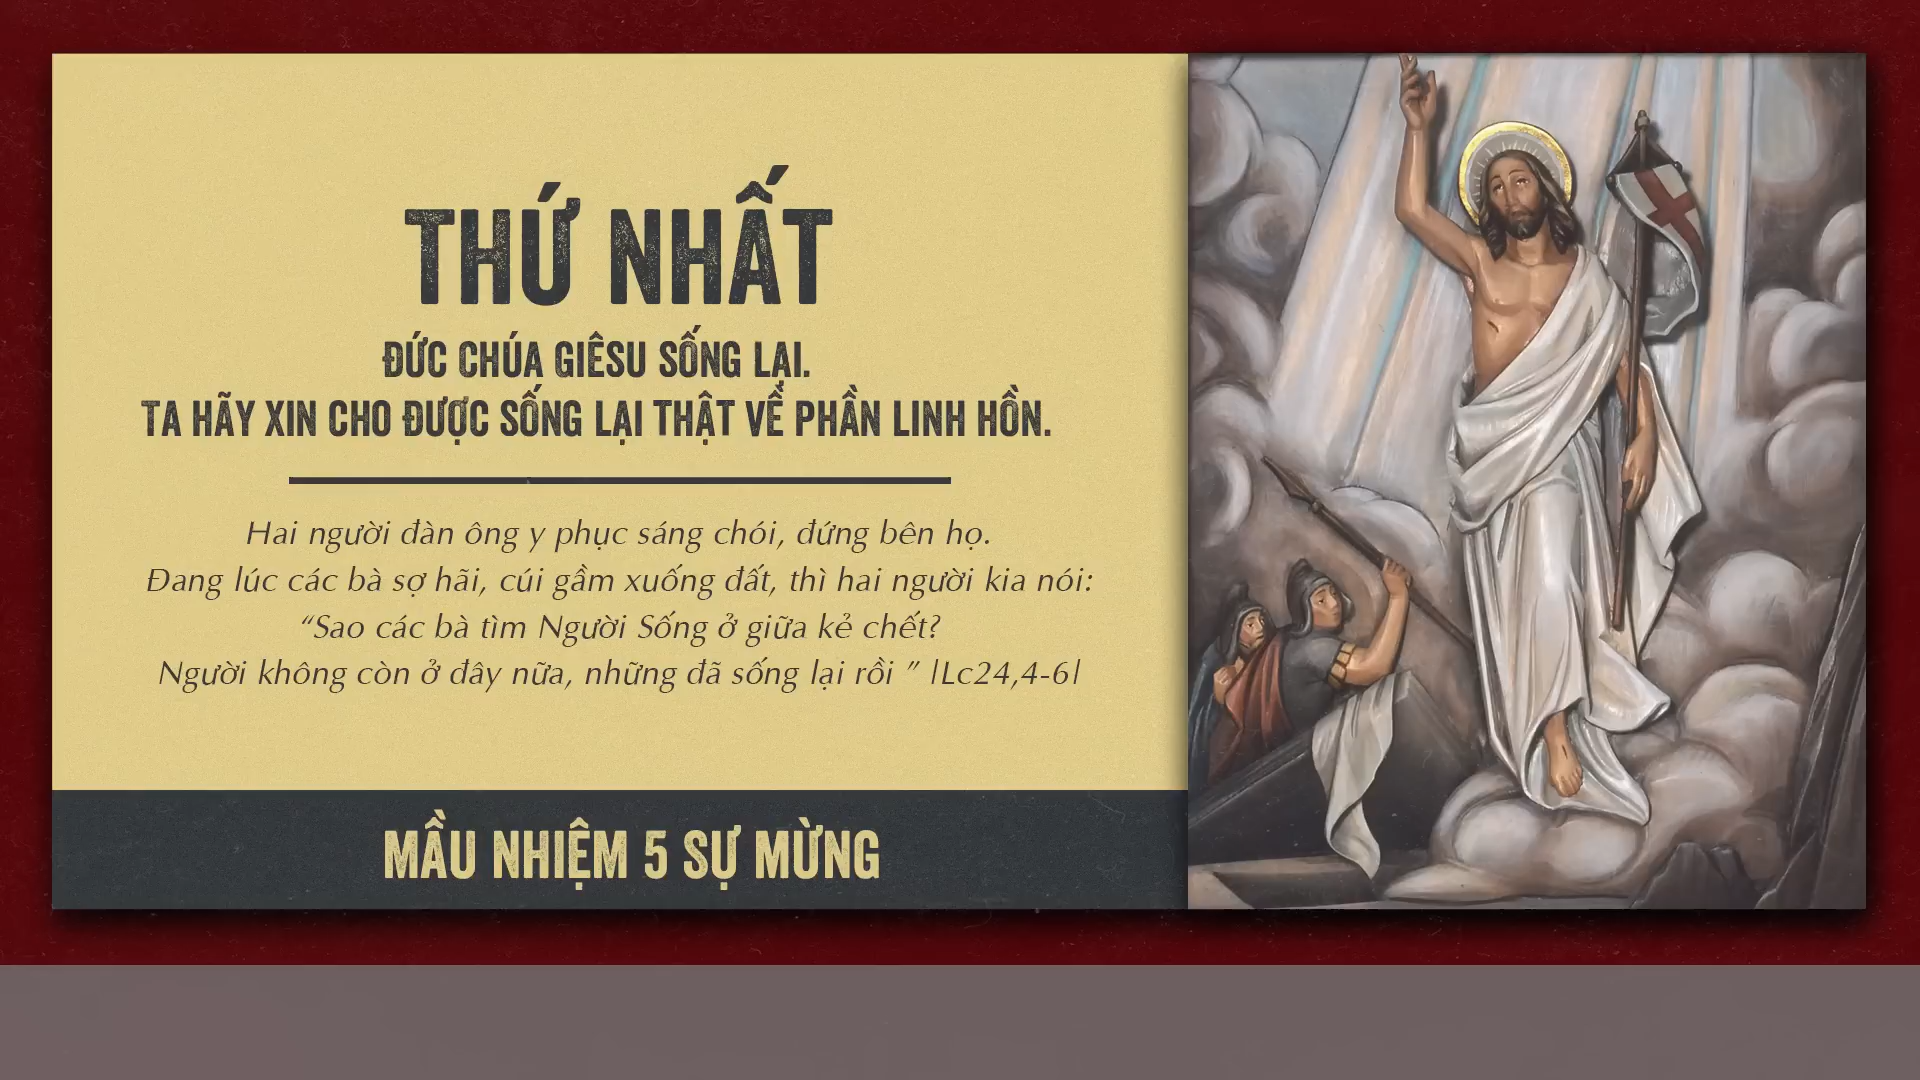 THỨ NHẤT
ĐỨC CHÚA GIÊSU SỐNG LẠI.
TA HÃY XIN CHO ĐƯỢC SỐNG LẠI THẬT VỀ PHẦN LINH HỒN.
Hai người đàn ông y phục sáng chói, đứng bên họ.
Đang lúc các bà sợ hãi, cúi gầm xuống đất, thì hai người kia nói:
“Sao các bà tìm Người Sống ở giữa kẻ chết?
Người không còn ở đây nữa, những đã sống lại rồi ” |Lc24,4-6|
MẦU NHIỆM 5 SỰ MỪNG